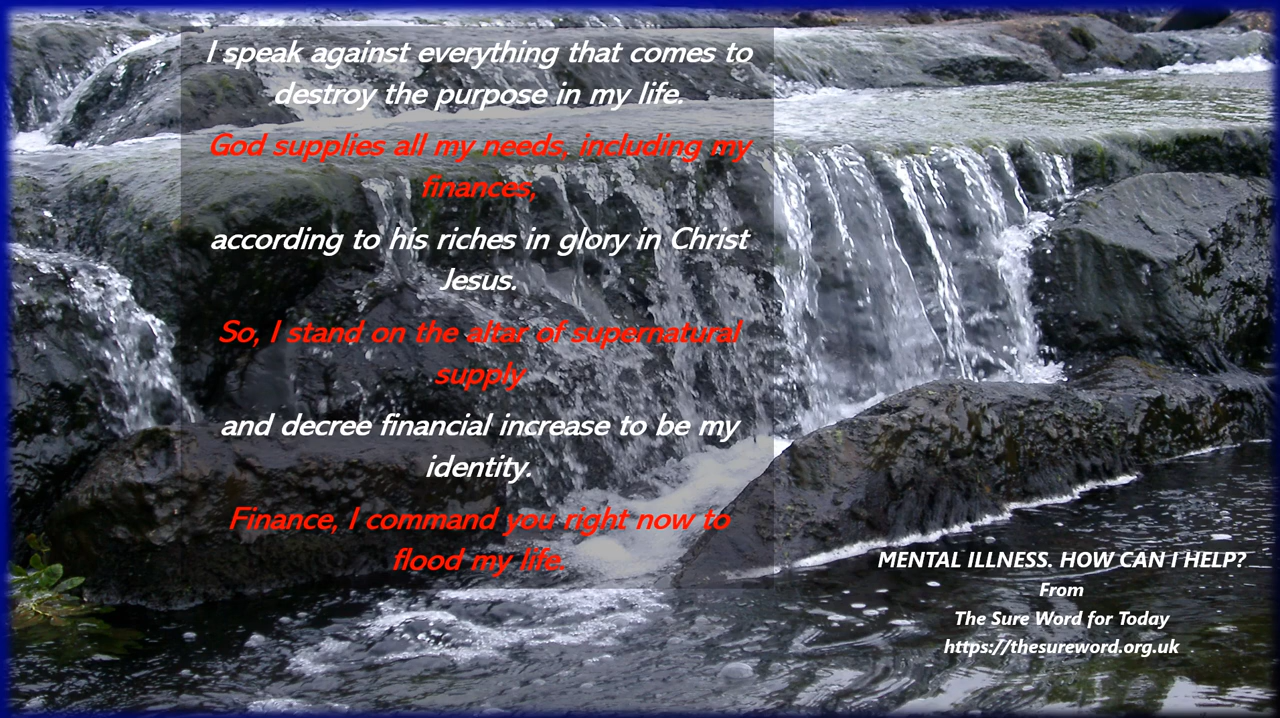 I speak against everything that comes to
destroy the purpose in my life.
God supplies all my needs, including my
finances,
according to his riches in glory in Christ
Jesus.
So, I stand on the altar of supernatural
supply
and decree financial increase to be my
identity.
Finance, I command you right now to
flood my life.
MENTAL ILLNESS. HOW CAN I HELP?
From
The Sure Word for Today
https://thesureword.org.uk